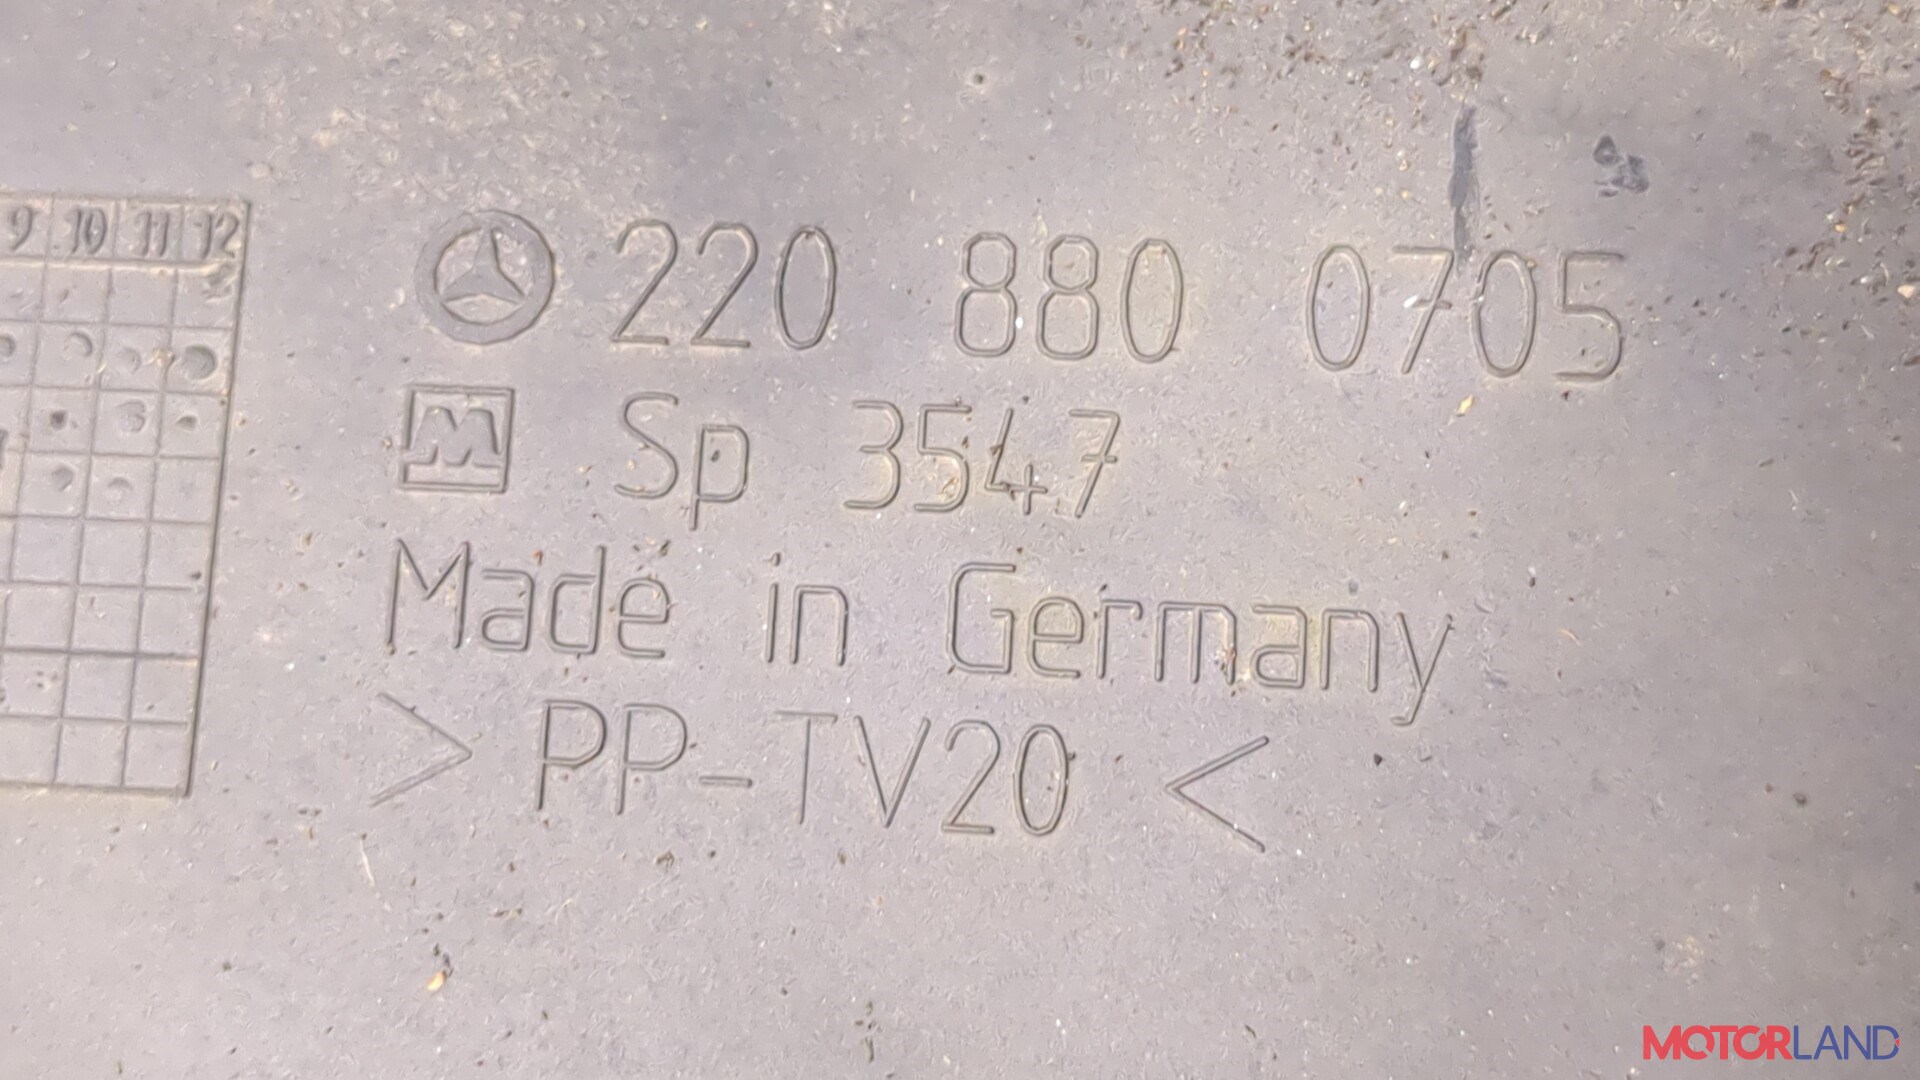 9 10 11 12
220 880 0705
M Sp 3547
Made in Germany
> PP-TV20 <
MOTORLAND